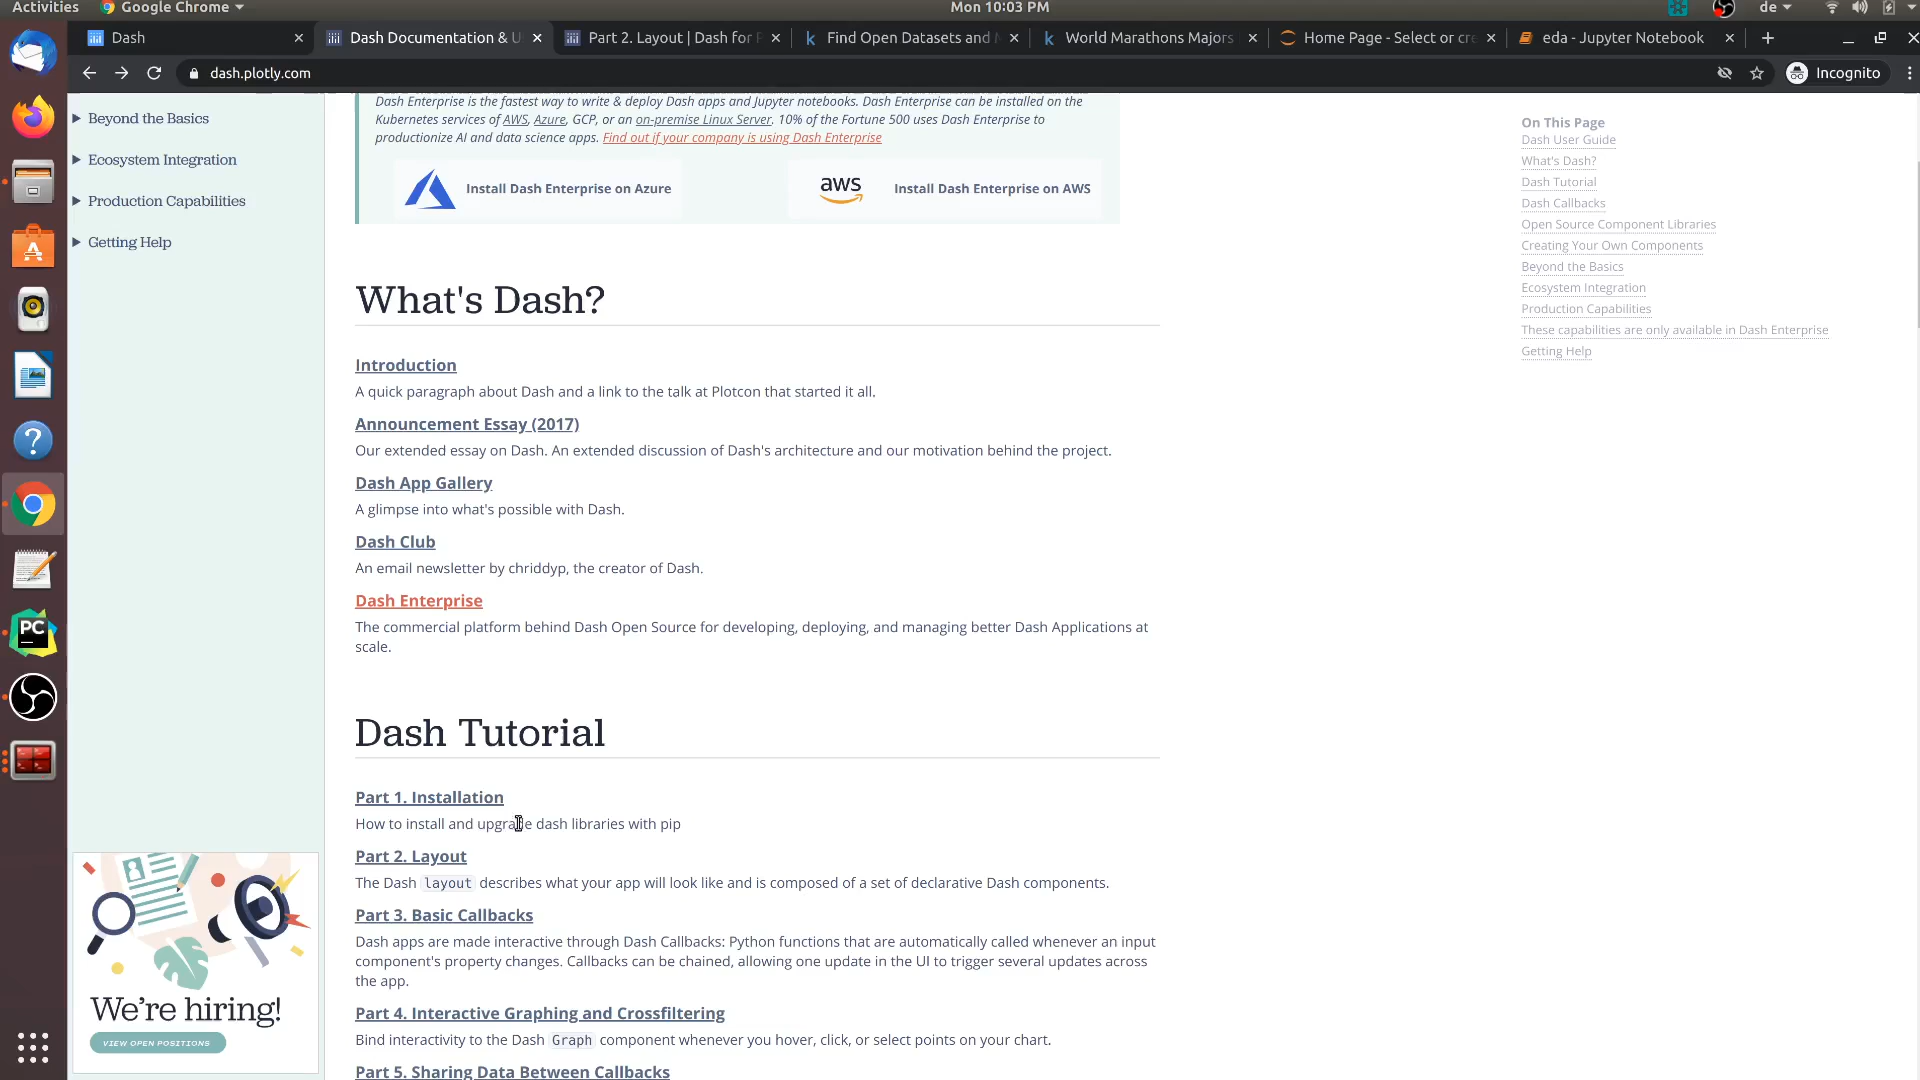 Activities
Google Chrome
Mon 10:03 PM
de
Dash
Dash Documentation & U
Part 2. Layout | Dash for P
Find Open Datasets and
World Marathons Majors
Home Page - Select or cre
eda - Jupyter Notebook
dash.plotly.com
Incognito
Beyond the Basics
Ecosystem Integration
Production Capabilities
Getting Help
We're hiring!
VIEW OPEN POSITIONS
Dash Enterprise is the fastest way to write & deploy Dash apps and Jupyter notebooks. Dash Enterprise can be installed on the
Kubernetes services of AWS, Azure, GCP, or an on-premise Linux Server. 10% of the Fortune 500 uses Dash Enterprise to
productionize AI and data science apps. Find out if your company is using Dash Enterprise
Install Dash Enterprise on Azure
aws
Install Dash Enterprise on AWS
What's Dash?
Introduction
A quick paragraph about Dash and a link to the talk at Plotcon that started it all.
Announcement Essay (2017)
Our extended essay on Dash. An extended discussion of Dash's architecture and our motivation behind the project.
Dash App Gallery
A glimpse into what's possible with Dash.
Dash Club
An email newsletter by chriddyp, the creator of Dash.
Dash Enterprise
The commercial platform behind Dash Open Source for developing, deploying, and managing better Dash Applications at
scale.
Dash Tutorial
Part 1. Installation
How to install and upgrade dash libraries with pip
Part 2. Layout
The Dash layout describes what your app will look like and is composed of a set of declarative Dash components.
Part 3. Basic Callbacks
Dash apps are made interactive through Dash Callbacks: Python functions that are automatically called whenever an input
component's property changes. Callbacks can be chained, allowing one update in the UI to trigger several updates across
the app.
Part 4. Interactive Graphing and Crossfiltering
Bind interactivity to the Dash Graph component whenever you hover, click, or select points on your chart.
Part 5. Sharing Data Between Callbacks
On This Page
Dash User Guide
What's Dash?
Dash Tutorial
Dash Callbacks
Open Source Component Libraries
Creating Your Own Components
Beyond the Basics
Ecosystem Integration
Production Capabilities
These capabilities are only available in Dash Enterprise
Getting Help
PC